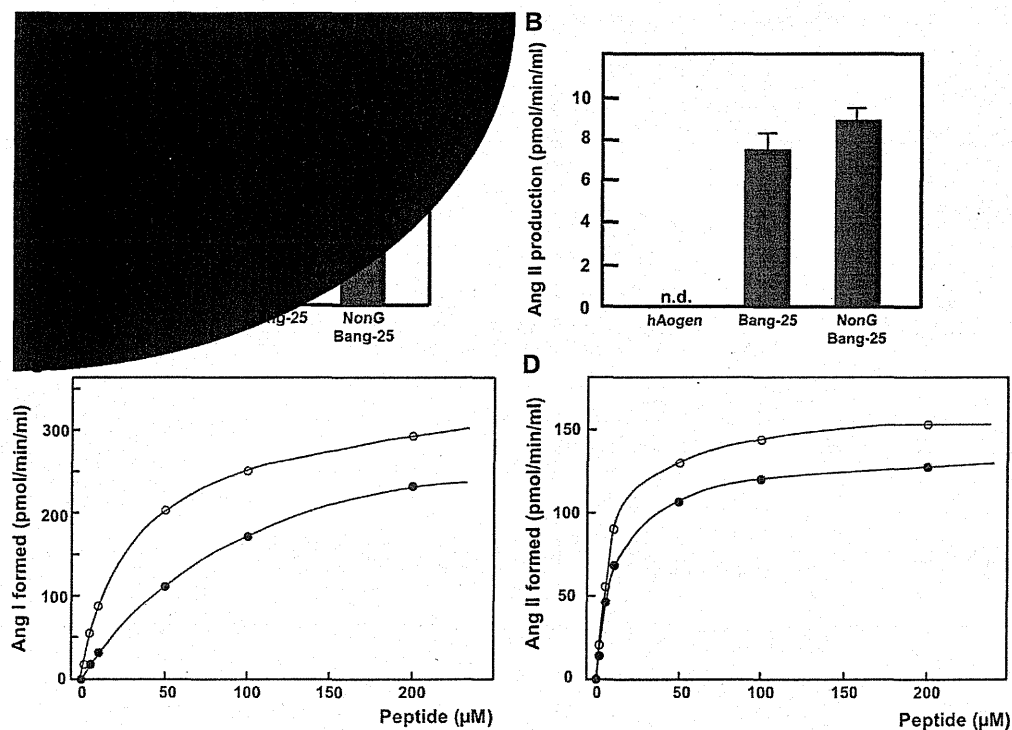 B
Ang II production (pmol/min/ml)
10
8
6
4
2
0
n.d.
hAogen
Bang-25
NonG
Bang-25
NonG
Bang-25
D
Ang I formed (pmol/min/ml)
300
200
100
0
0
50
100
150
200
Peptide (µM)
Ang II formed (pmol/min/ml)
150
100
50
0
0
50
100
150
200
Peptide (µM)